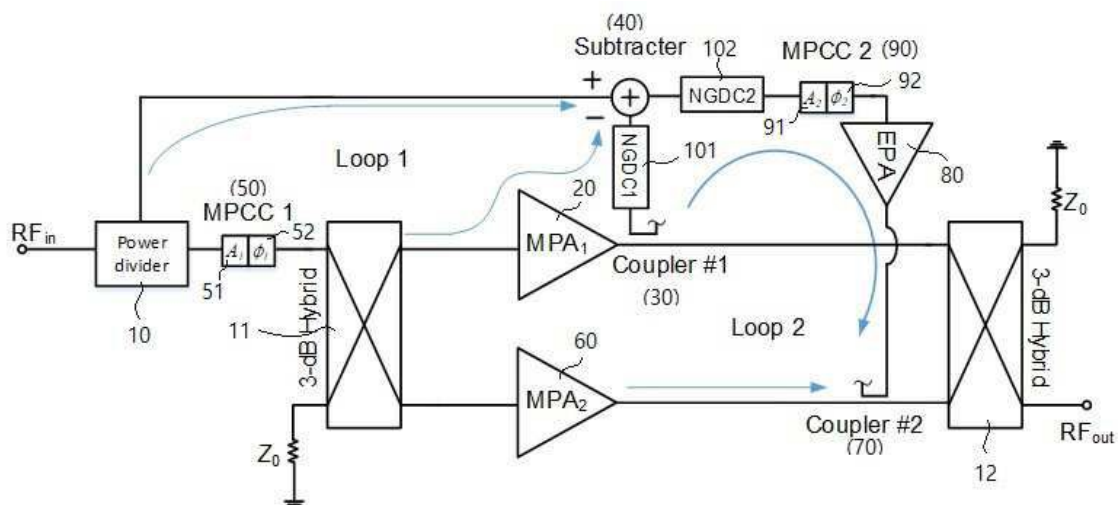 (40)
Subtracter
102
MPCC 2 (90)
+
NGDC2
A₂ ϕ₂
92
91
−
NGDC1
101
EPA
80
Loop 1
(50)
MPCC 1
20
Z₀
RFin
Power
divider
A₁ ϕ₁
52
51
MPA₁
Coupler #1
(30)
10
3-dB Hybrid
11
Loop 2
3-dB Hybrid
60
MPA₂
Z₀
Coupler #2
(70)
RFout
12